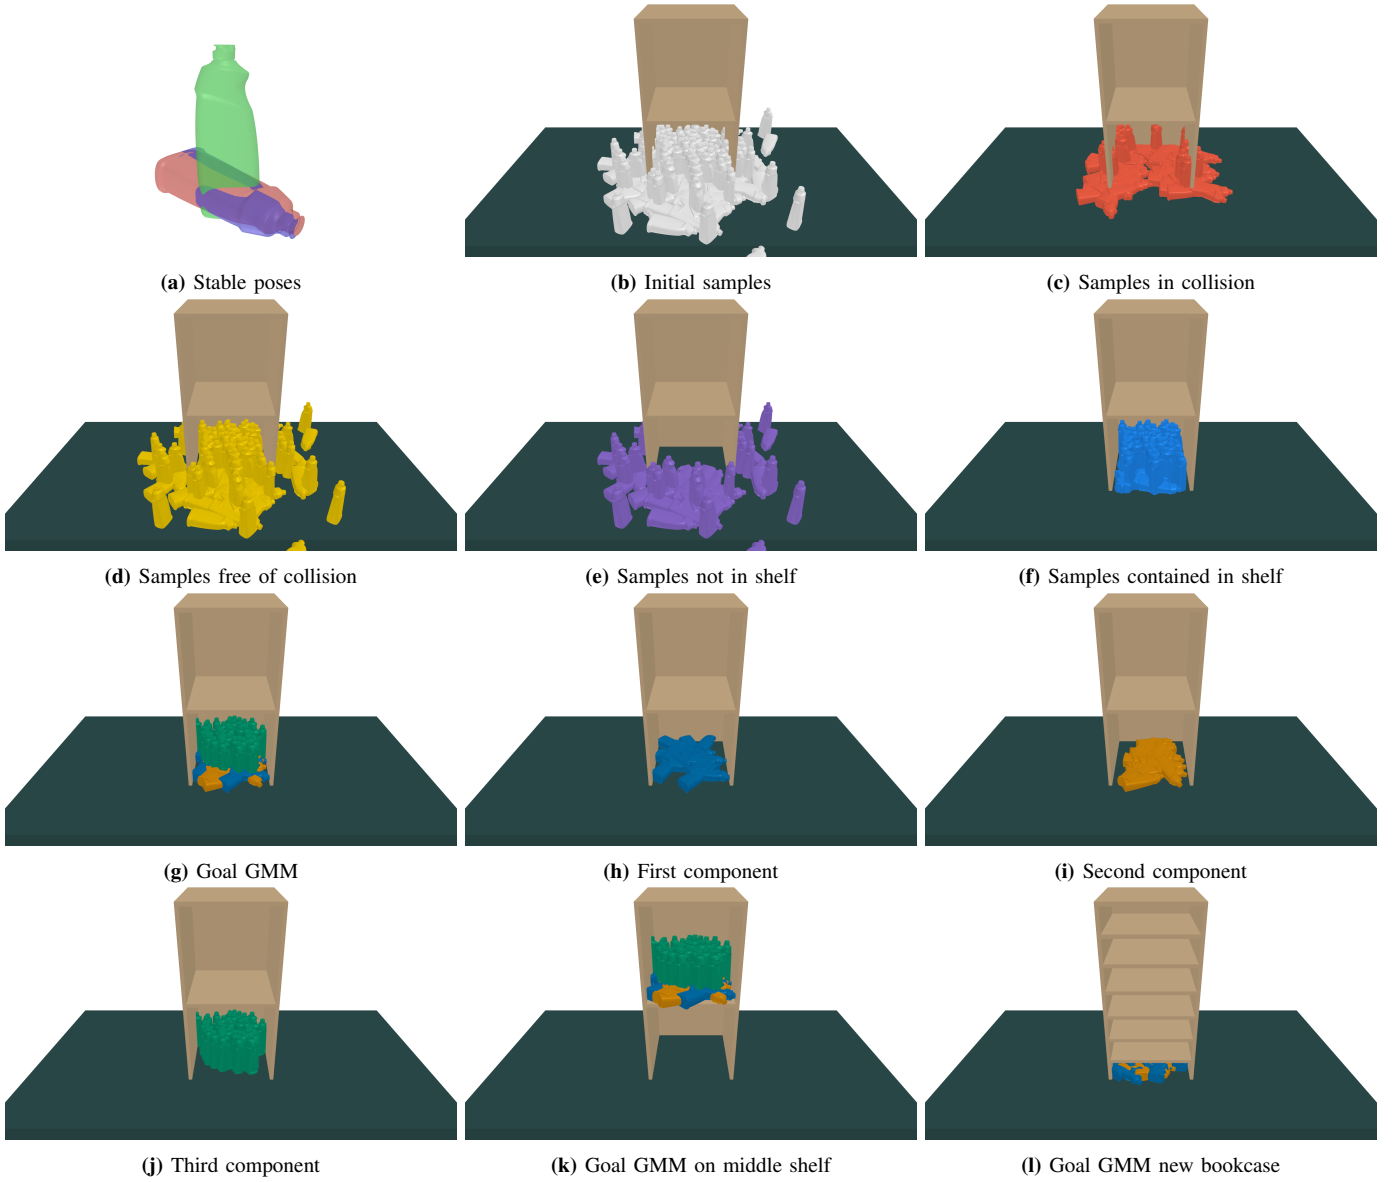 (a) Stable poses
(b) Initial samples
(c) Samples in collision
(d) Samples free of collision
(e) Samples not in shelf
(f) Samples contained in shelf
(g) Goal GMM
(h) First component
(i) Second component
(j) Third component
(k) Goal GMM on middle shelf
(l) Goal GMM new bookcase